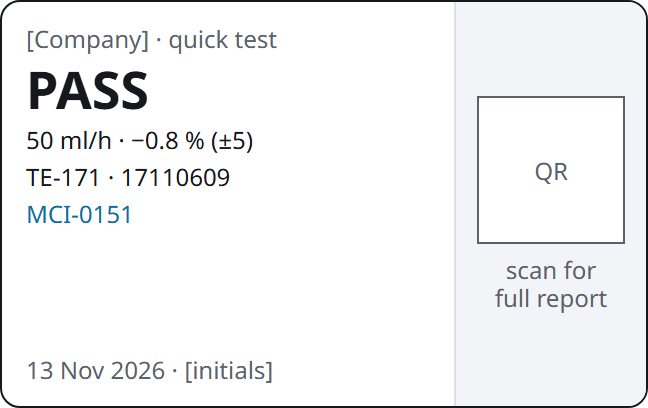 [Company] · quick test
PASS
50 ml/h · −0.8 % (±5)
TE-171 · 17110609
MCI-0151
13 Nov 2026 · [initials]
QR
scan for
full report